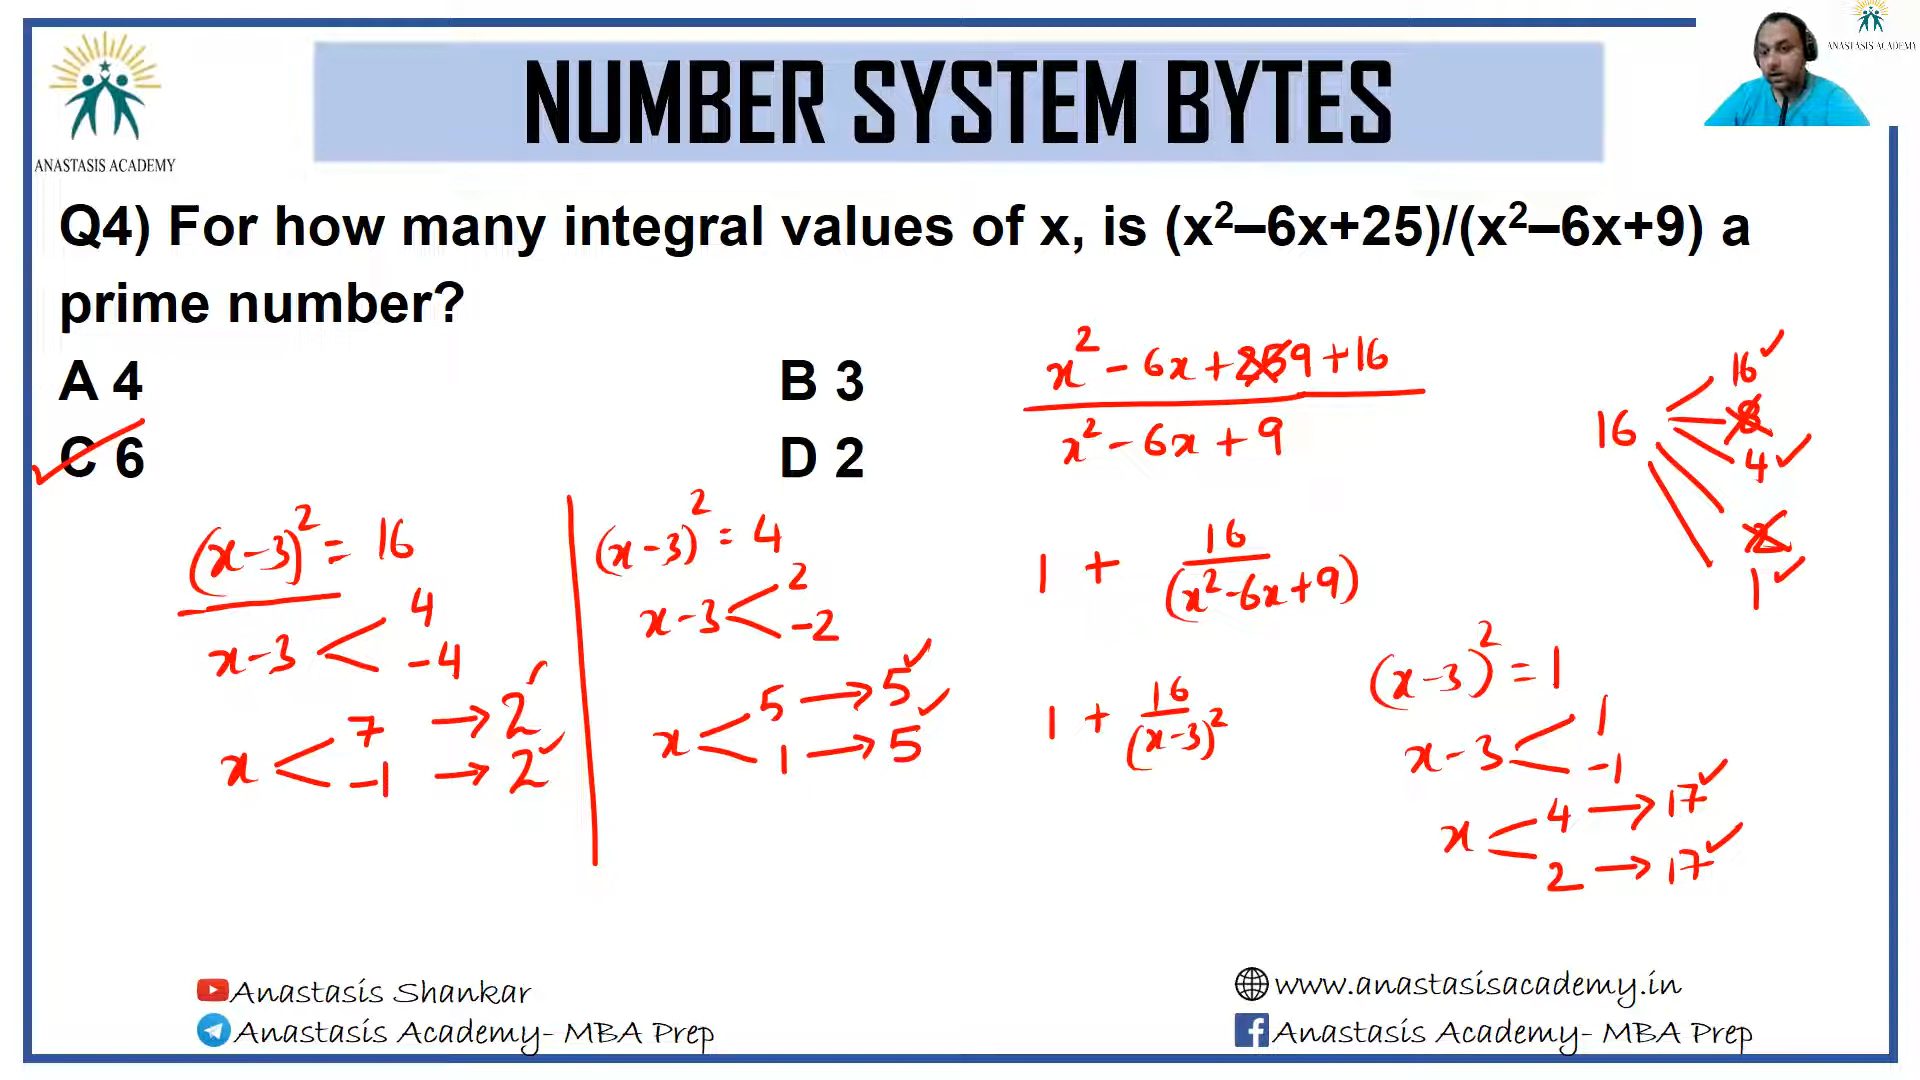 NUMBER SYSTEM BYTES
ANASTASIS ACADEMY
ANASTASIS ACADEMY
Q4) For how many integral values of x, is (x²–6x+25)/(x²–6x+9) a
prime number?
A 4
B 3
C 6
D 2
x² - 6x + 25 9 + 16
x² - 6x + 9
16
16
8
4
2
1
(x-3)² = 16
x-3 4
-4
x 7 → 2
-1 → 2
(x-3)² = 4
x-3 2
-2
x 5 → 5
1 → 5
1 + 16
(x²-6x+9)
1 + 16
(x-3)²
(x-3)² = 1
x-3 1
-1
x 4 → 17
2 → 17
Anastasis Shankar
Anastasis Academy- MBA Prep
www.anastasisacademy.in
Anastasis Academy- MBA Prep